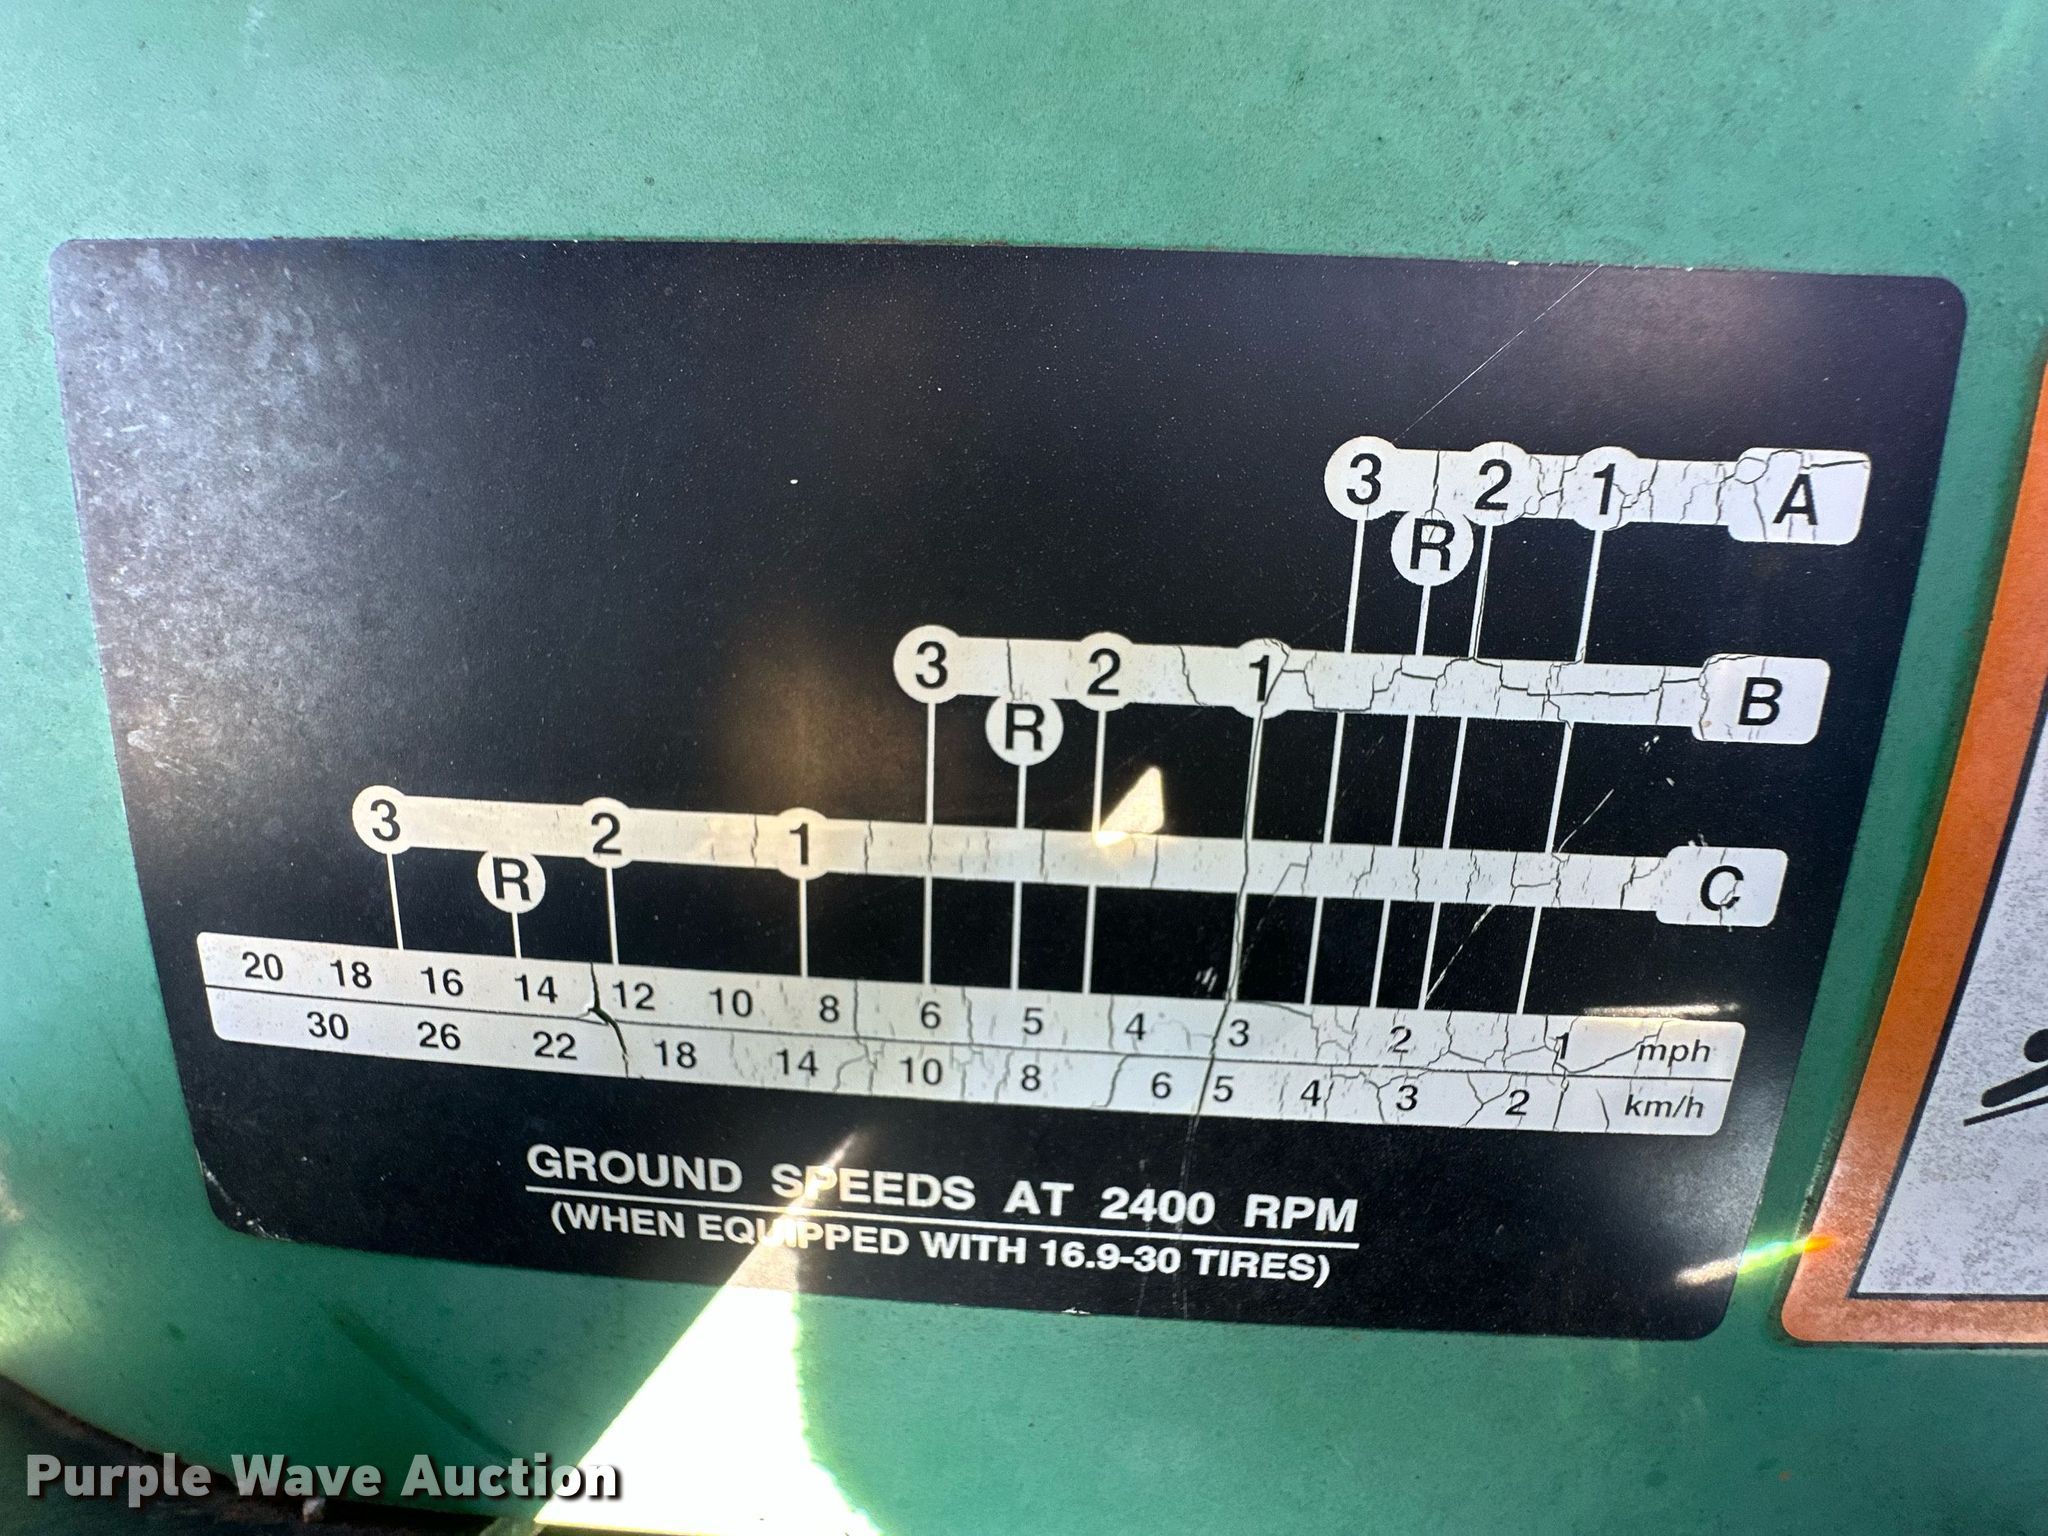 3 2 1 A
R
3 2 1 B
R
3 2 1 C
R
20 18 16 14 12 10 8 6 5 4 3 2 1 mph
30 26 22 18 14 10 8 6 5 4 3 2 km/h
GROUND SPEEDS AT 2400 RPM
(WHEN EQUIPPED WITH 16.9-30 TIRES)
Purple Wave Auction